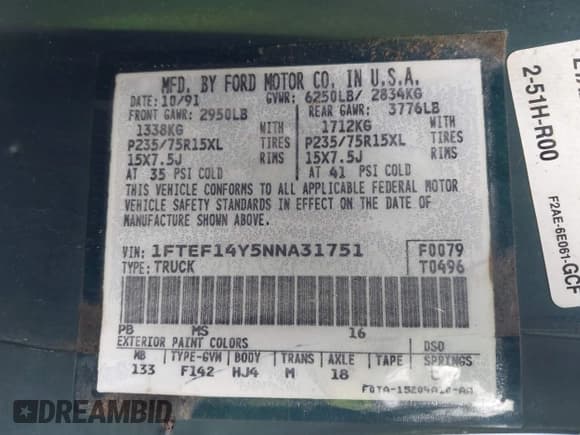 MFD. BY FORD MOTOR CO. IN U.S.A.
DATE: 10/91 GVWR: 6250LB/ 2834KG
FRONT GAWR: 2950LB REAR GAWR: 3776LB
1338KG WITH 1712KG WITH
P235/75R15XL TIRES P235/75R15XL TIRES
15X7.5J RIMS 15X7.5J RIMS
AT 35 PSI COLD AT 41 PSI COLD
THIS VEHICLE CONFORMS TO ALL APPLICABLE FEDERAL MOTOR
VEHICLE SAFETY STANDARDS IN EFFECT ON THE DATE OF
MANUFACTURE SHOWN ABOVE.
VIN: 1FTEF14Y5NNA31751 F0079
TYPE: TRUCK T0496
PB MS 16
EXTERIOR PAINT COLORS DSO
WB TYPE-GVM BODY TRANS AXLE TAPE SPRINGS
133 F142 HJ4 M 18
2-51H-R00
F2AE-6E061-GCF
DREAMBID